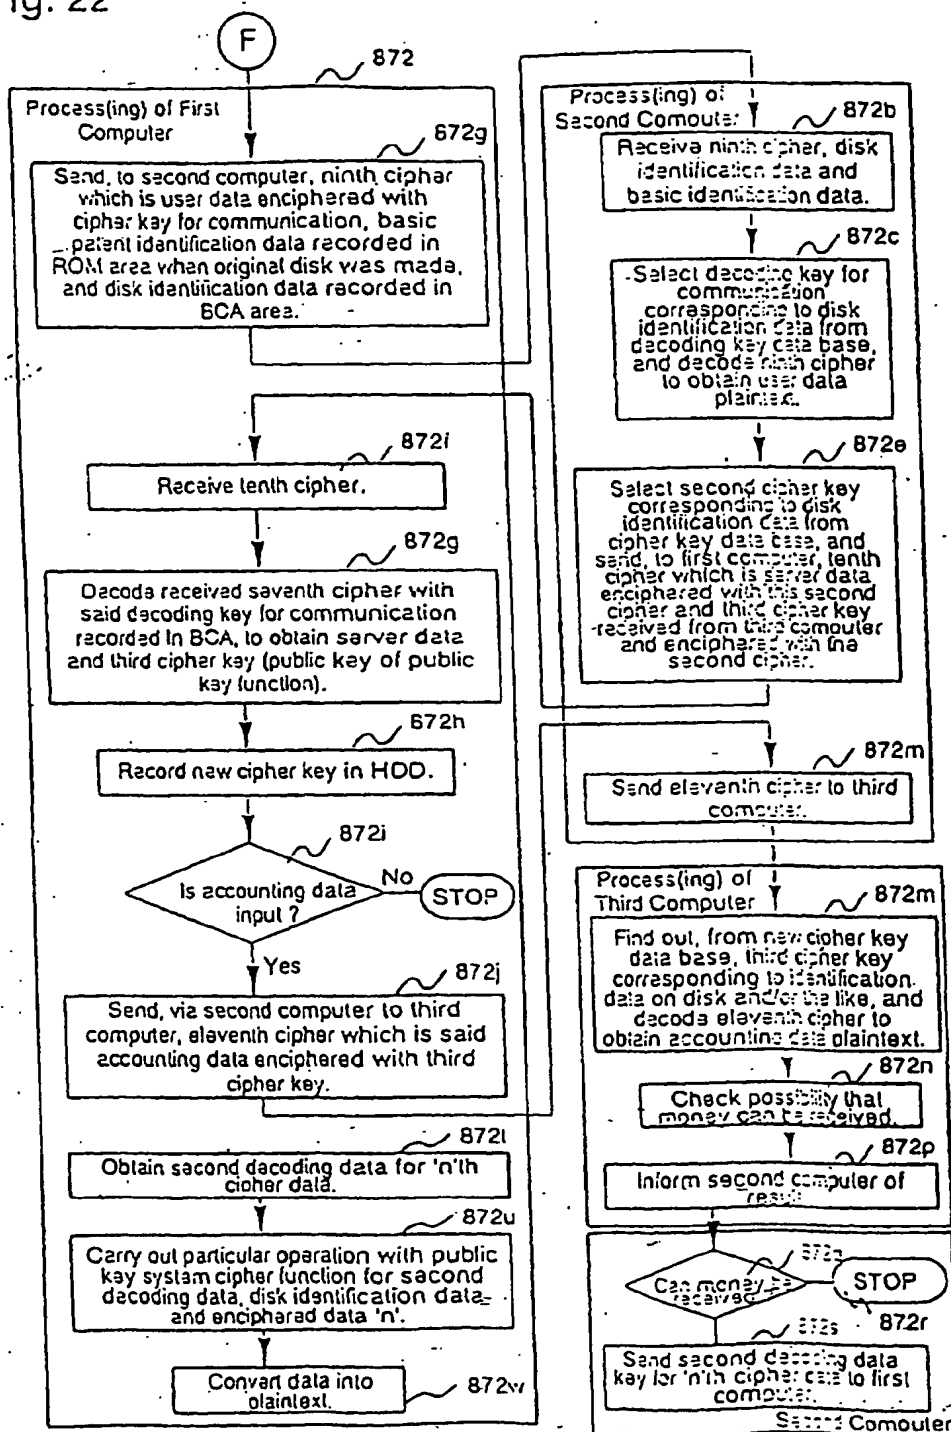 Fig. 22
F
872
Process(ing) of First
Computer
872g
Send, to second computer, ninth cipher
which is user data enciphered with
cipher key for communication, basic
patent identification data recorded in
ROM area when original disk was made,
and disk identification data recorded in
BCA area.
872i
Receive tenth cipher.
872g
Decode received seventh cipher with
said decoding key for communication
recorded in BCA, to obtain server data
and third cipher key (public key of public
key function).
872h
Record new cipher key in HDD.
872i
Is accounting data
input ?
No
STOP
Yes
872j
Send, via second computer to third
computer, eleventh cipher which is said
accounting data enciphered with third
cipher key.
872t
Obtain second decoding data for 'n'th
cipher data.
872u
Carry out particular operation with public
key system cipher function for second
decoding data, disk identification data
and enciphered data 'n'.
Convert data into
plaintext.
872w
Process(ing) of
Second Comouter
872b
Receive ninth cipher, disk
identification data and
basic identification data.
872c
Select decoding key for
communication
corresponding to disk
identification data from
decoding key data base,
and decode ninth cipher
to obtain user data
plaintext.
872e
Select second cipher key
corresponding to disk
identification data from
cipher key data base, and
send, to first computer, tenth
cipher which is server data
enciphered with this second
cipher and third cipher key
received from third comouter
and enciphered with the
second cipher.
872m
Send eleventh cipher to third
computer.
Process(ing) of
Third Computer
872m
Find out, from new cipher key
data base, third cipher key
corresponding to identification
data on disk and/or the like, and
decode eleventh cipher to
obtain accounting data plaintext.
872n
Check possibility that
money can be received.
872p
Inform second computer of
result
Can money be
received
STOP
872r
872s
Send second decoding data
key for 'n'th cipher data to first
computer.
Second Comouter